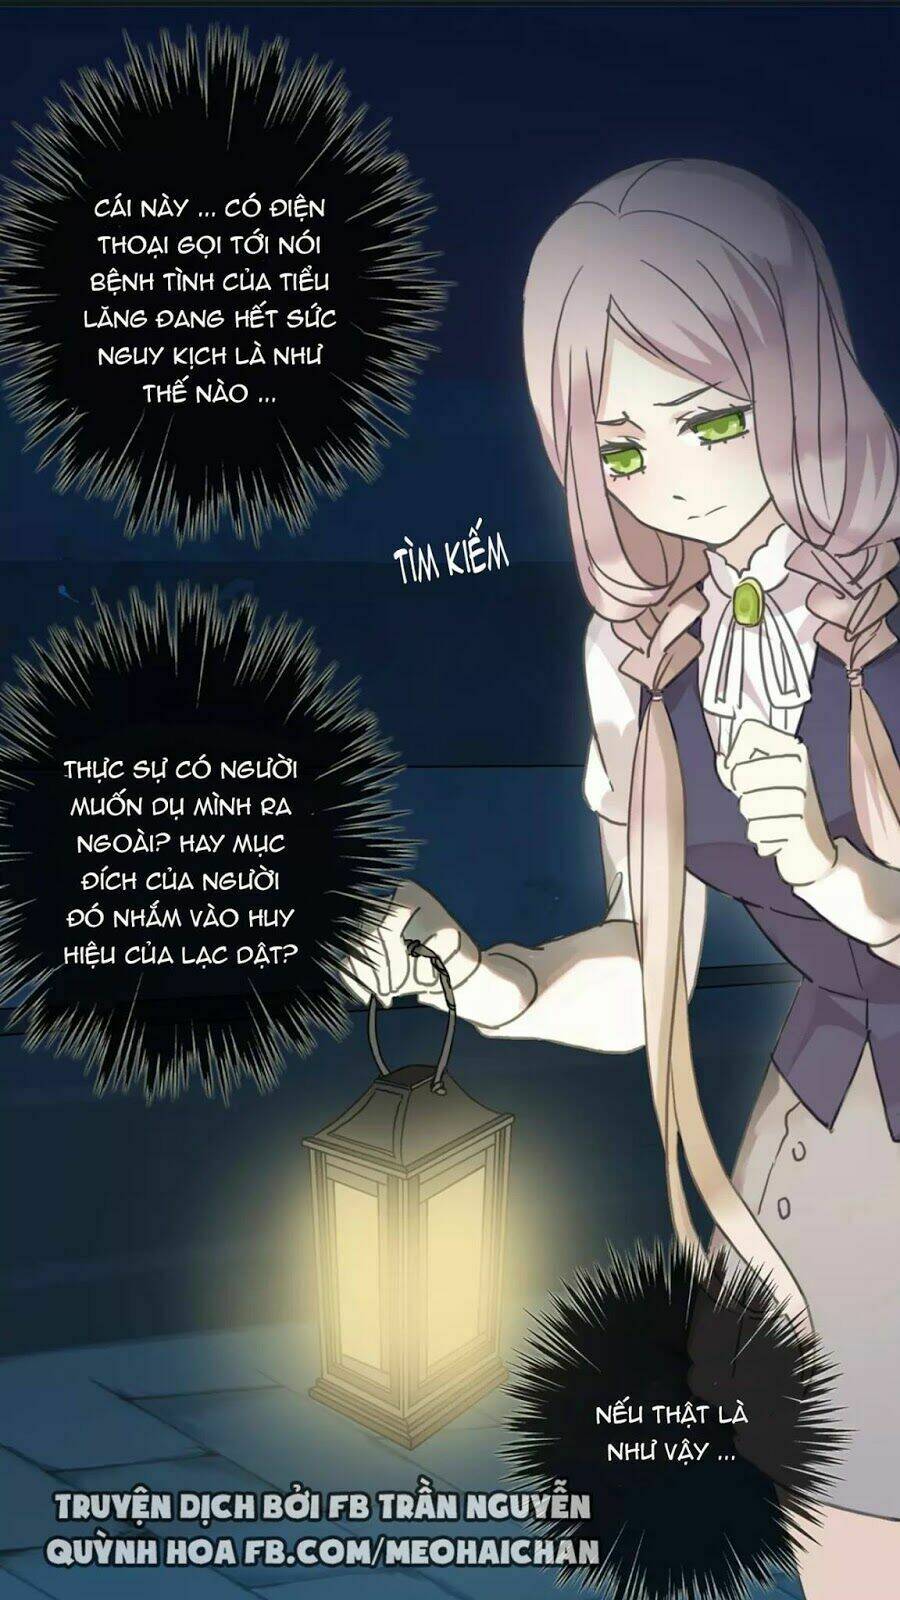 CÁI NÀY ... CÓ ĐIỆN
THOẠI GỌI TỚI NÓI
BỆNH TÌNH CỦA TIỂU
LĂNG ĐANG HẾT SỨC
NGUY KỊCH LÀ NHƯ
THẾ NÀO ...
TÌM KIẾM
THỰC SỰ CÓ NGƯỜI
MUỐN DỤ MÌNH RA
NGOÀI? HAY MỤC
ĐÍCH CỦA NGƯỜI
ĐÓ NHẮM VÀO HUY
HIỆU CỦA LẠC DẬT?
NẾU THẬT LÀ
NHƯ VẬY ...
TRUYỆN DỊCH BỞI FB TRẦN NGUYỄN
QUỲNH HOA FB.COM/MEOHAICHAN